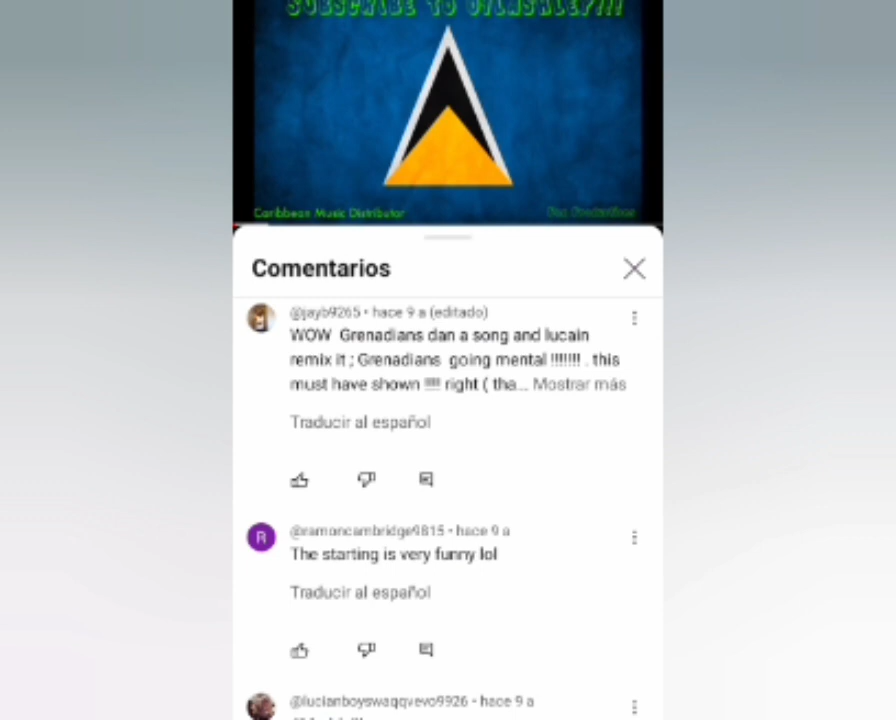 SUBSCRIBE TO
Caribbean Music Distributor
Comentarios
@jayb9265 • hace 9 a (editado)
WOW Grenadians dan a song and lucain
remix it ; Grenadians going mental !!!!!!! . this
must have shown !!!! right ( tha... Mostrar más
Traducir al español
R
@ramoncambridge9815 • hace 9 a
The starting is very funny lol
Traducir al español
@lucianboyswaggvevo9926 • hace 9 a